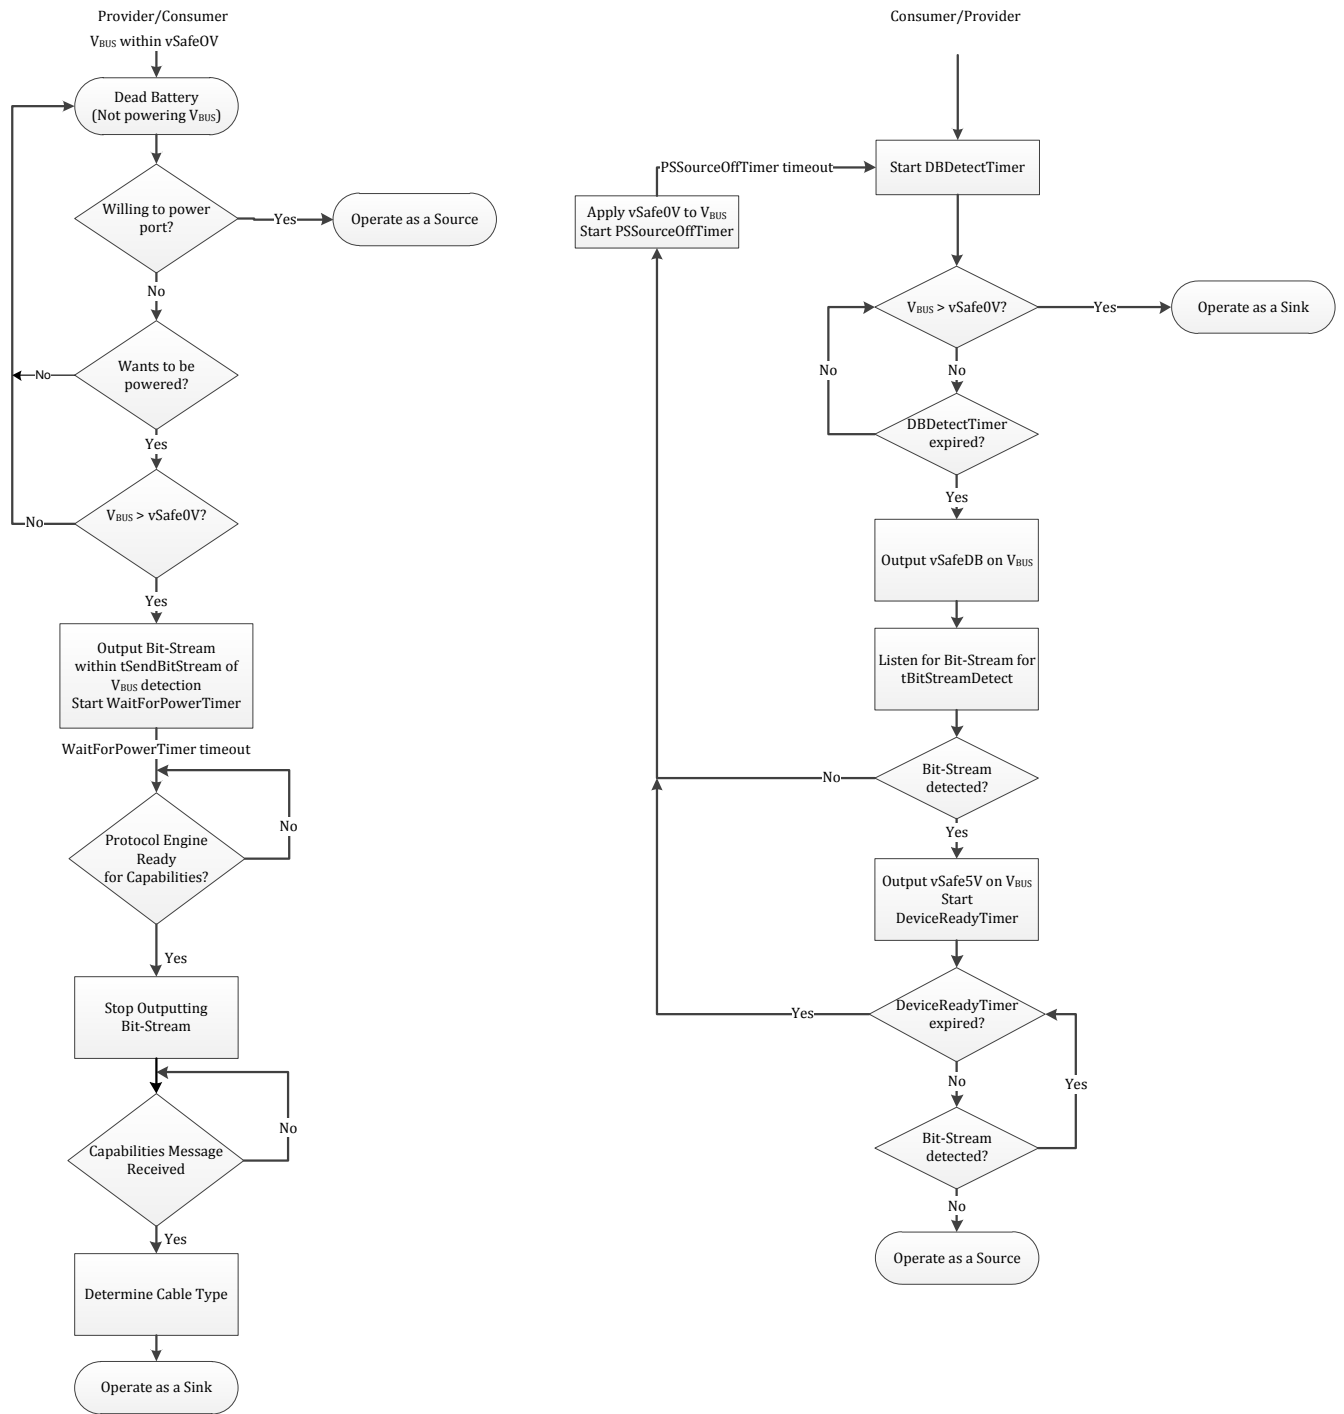 Provider/Consumer
VBUS within vSafe0V
Dead Battery
(Not powering VBUS)
Willing to power
port?
Yes
Operate as a Source
No
Wants to be
powered?
No
Yes
VBUS > vSafe0V?
No
Yes
Output Bit-Stream
within tSendBitStream of
VBUS detection
Start WaitForPowerTimer
WaitForPowerTimer timeout
Protocol Engine
Ready
for Capabilities?
No
Yes
Stop Outputting
Bit-Stream
Capabilities Message
Received
No
Yes
Determine Cable Type
Operate as a Sink
Consumer/Provider
PSSourceOffTimer timeout
Start DBDetectTimer
Apply vSafe0V to VBUS
Start PSSourceOffTimer
VBUS > vSafe0V?
Yes
Operate as a Sink
No
No
DBDetectTimer
expired?
Yes
Output vSafeDB on VBUS
Listen for Bit-Stream for
tBitStreamDetect
Bit-Stream
detected?
No
Yes
Output vSafe5V on VBUS
Start
DeviceReadyTimer
DeviceReadyTimer
expired?
Yes
No
Yes
Bit-Stream
detected?
No
Operate as a Source